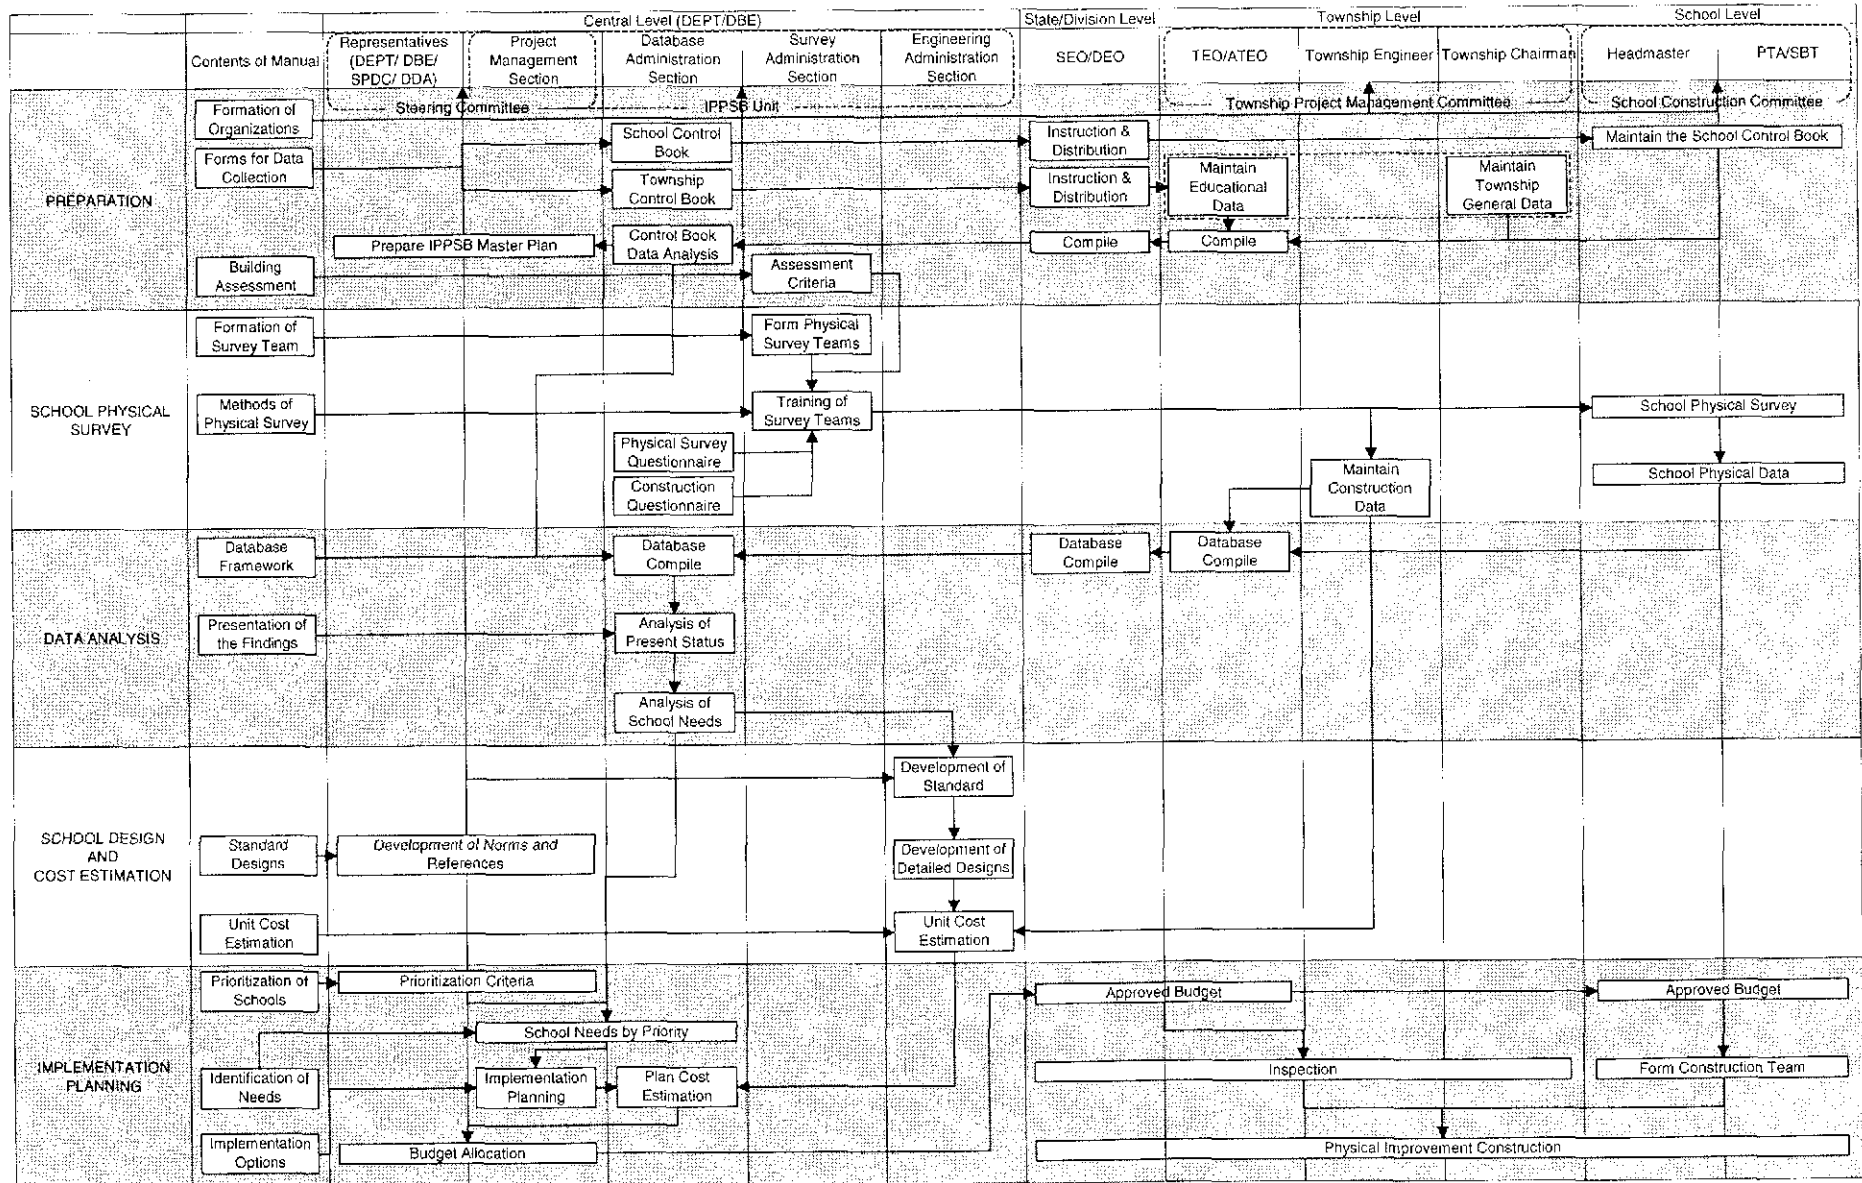 Central Level (DEPT/DBE)
State/Division Level
Township Level
School Level
Contents of Manual
Representatives
(DEPT/ DBE/
SPDC/ DDA)
Project
Management
Section
Database
Administration
Section
Survey
Administration
Section
Engineering
Administration
Section
SEO/DEO
TEO/ATEO
Township Engineer
Township Chairman
Headmaster
PTA/SBT
Steering Committee
IPPSB Unit
Township Project Management Committee
School Construction Committee
PREPARATION
Formation of
Organizations
Forms for Data
Collection
School Control
Book
Instruction &
Distribution
Maintain the School Control Book
Township
Control Book
Instruction &
Distribution
Maintain
Educational
Data
Maintain
Township
General Data
Prepare IPPSB Master Plan
Control Book
Data Analysis
Compile
Compile
Building
Assessment
Assessment
Criteria
SCHOOL PHYSICAL
SURVEY
Formation of
Survey Team
Form Physical
Survey Teams
Methods of
Physical Survey
Training of
Survey Teams
School Physical Survey
Physical Survey
Questionnaire
Construction
Questionnaire
Maintain
Construction
Data
School Physical Data
DATA ANALYSIS
Database
Framework
Database
Compile
Database
Compile
Database
Compile
Presentation of
the Findings
Analysis of
Present Status
Analysis of
School Needs
SCHOOL DESIGN
AND
COST ESTIMATION
Development of
Standard
Standard
Designs
Development of Norms and
References
Development of
Detailed Designs
Unit Cost
Estimation
Unit Cost
Estimation
IMPLEMENTATION
PLANNING
Prioritization of
Schools
Prioritization Criteria
Approved Budget
Approved Budget
School Needs by Priority
Identification of
Needs
Implementation
Planning
Plan Cost
Estimation
Inspection
Form Construction Team
Implementation
Options
Budget Allocation
Physical Improvement Construction